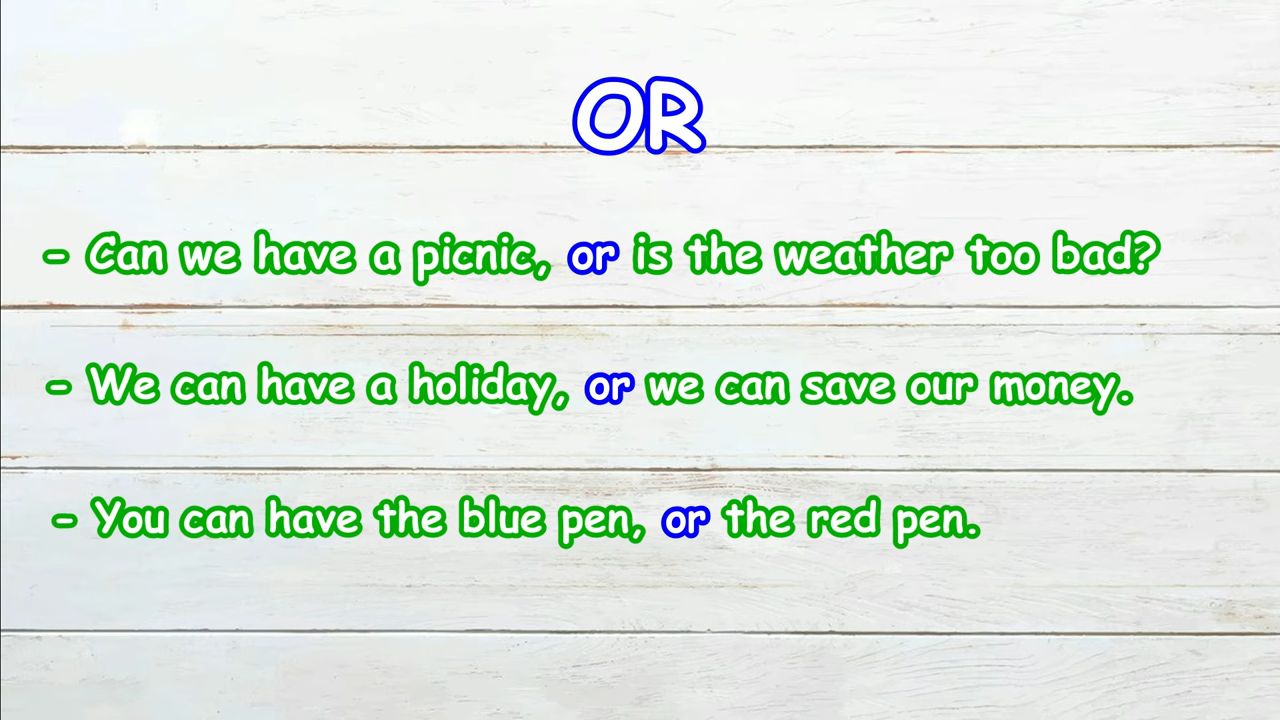 OR
- Can we have a picnic, or is the weather too bad?
- We can have a holiday, or we can save our money.
- You can have the blue pen, or the red pen.